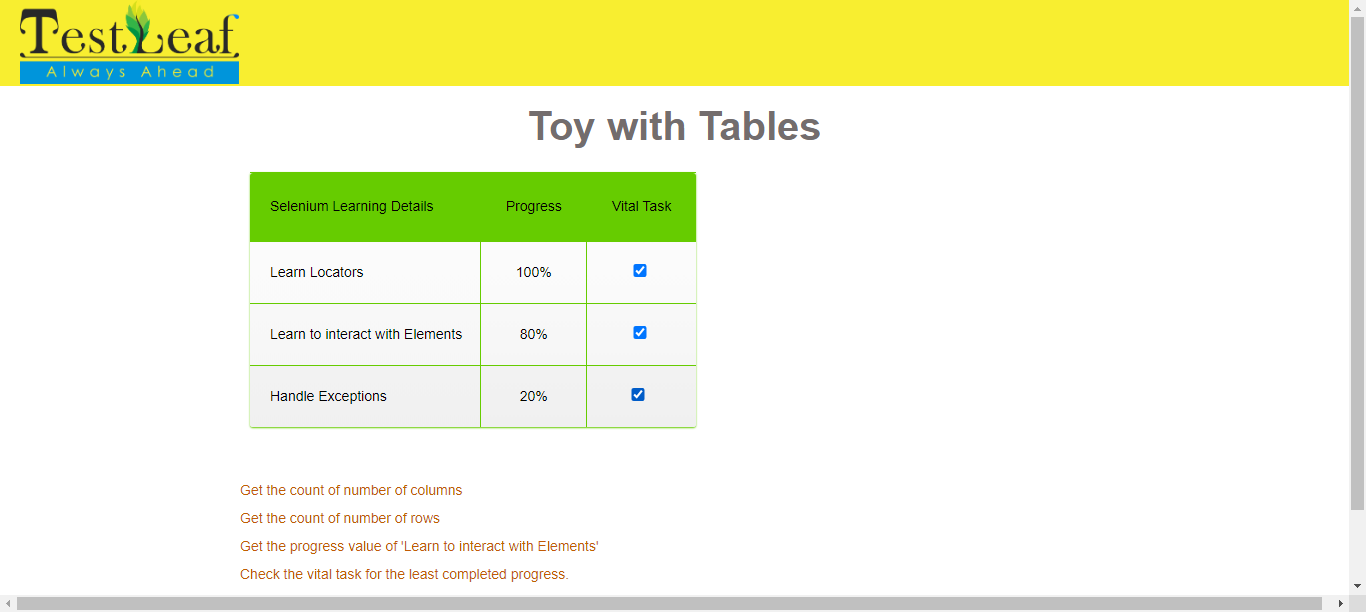 TestLeaf
Always Ahead
Toy with Tables
Selenium Learning Details Progress Vital Task
Learn Locators 100%
Learn to interact with Elements 80%
Handle Exceptions 20%
Get the count of number of columns
Get the count of number of rows
Get the progress value of 'Learn to interact with Elements'
Check the vital task for the least completed progress.